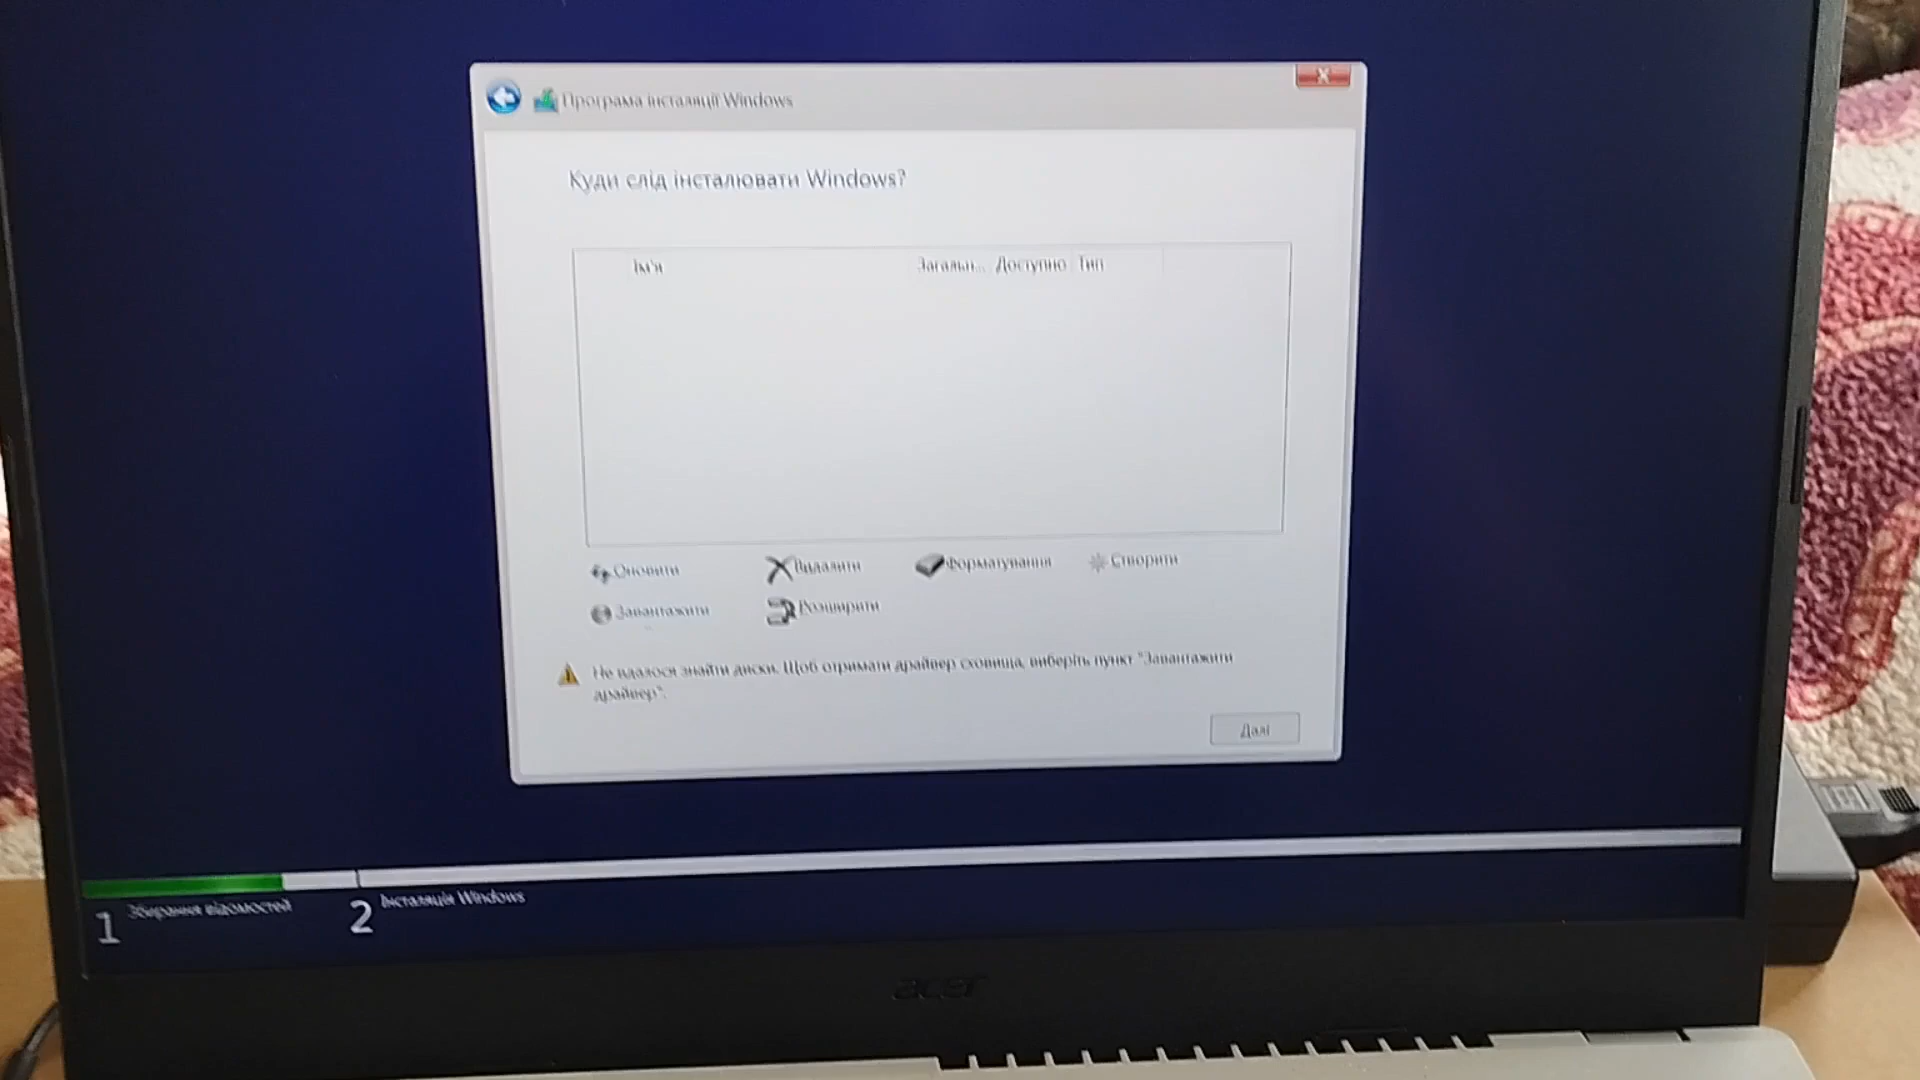 Програма інсталяції Windows
Куди слід інсталювати Windows?
Ім'я Загальн... Доступно Тип
Оновити Видалити Форматування Створити
Завантажити Розширити
Не вдалося знайти диски. Щоб отримати драйвер сховища, виберіть пункт "Завантажити
драйвер".
Далі
1 Збирання відомостей 2 Інсталяція Windows
acer